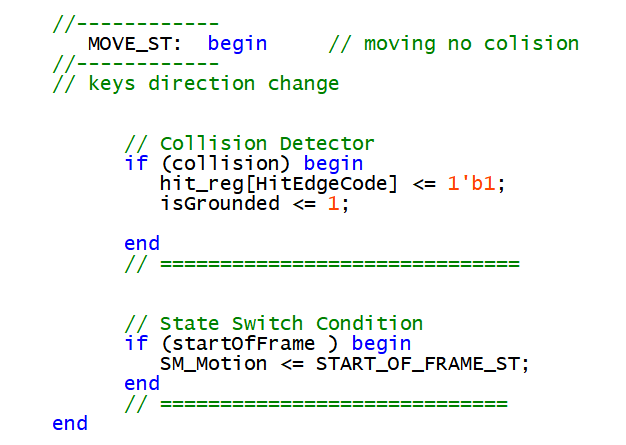 //------------
MOVE_ST:  begin     // moving no colision
//------------
// keys direction change
// Collision Detector
if (collision) begin
hit_reg[HitEdgeCode] <= 1'b1;
isGrounded <= 1;
end
// ==============================
// State Switch Condition
if (startOfFrame ) begin
SM_Motion <= START_OF_FRAME_ST;
end
// =============================
end